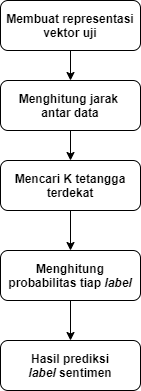 Membuat representasi
vektor uji
Menghitung jarak
antar data
Mencari K tetangga
terdekat
Menghitung
probabilitas tiap label
Hasil prediksi
label sentimen